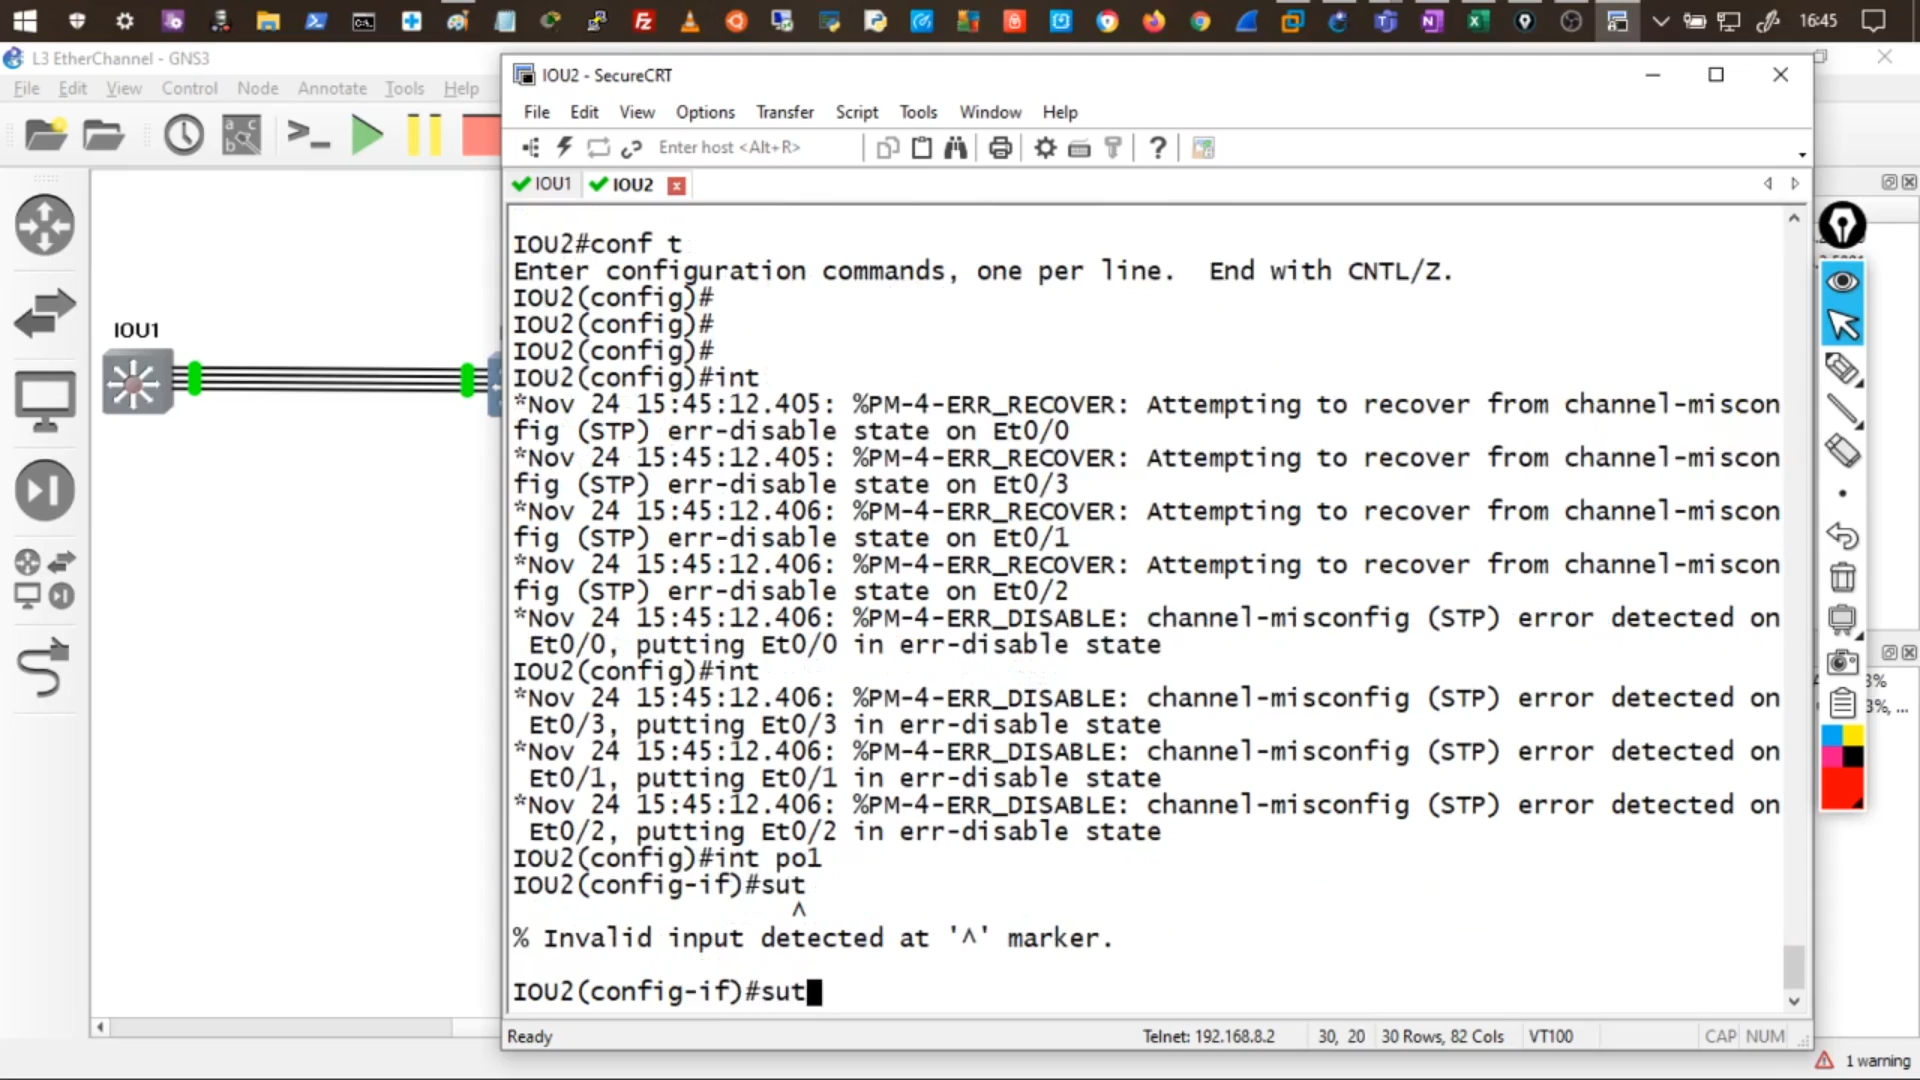 16:45
L3 EtherChannel - GNS3
File Edit View Control Node Annotate Tools Help
IOU1
IOU2 - SecureCRT
File Edit View Options Transfer Script Tools Window Help
Enter host <Alt+R>
IOU1 IOU2
IOU2#conf t
Enter configuration commands, one per line.  End with CNTL/Z.
IOU2(config)#
IOU2(config)#
IOU2(config)#
IOU2(config)#int
*Nov 24 15:45:12.405: %PM-4-ERR_RECOVER: Attempting to recover from channel-miscon
fig (STP) err-disable state on Et0/0
*Nov 24 15:45:12.405: %PM-4-ERR_RECOVER: Attempting to recover from channel-miscon
fig (STP) err-disable state on Et0/3
*Nov 24 15:45:12.406: %PM-4-ERR_RECOVER: Attempting to recover from channel-miscon
fig (STP) err-disable state on Et0/1
*Nov 24 15:45:12.406: %PM-4-ERR_RECOVER: Attempting to recover from channel-miscon
fig (STP) err-disable state on Et0/2
*Nov 24 15:45:12.406: %PM-4-ERR_DISABLE: channel-misconfig (STP) error detected on
Et0/0, putting Et0/0 in err-disable state
IOU2(config)#int
*Nov 24 15:45:12.406: %PM-4-ERR_DISABLE: channel-misconfig (STP) error detected on
Et0/3, putting Et0/3 in err-disable state
*Nov 24 15:45:12.406: %PM-4-ERR_DISABLE: channel-misconfig (STP) error detected on
Et0/1, putting Et0/1 in err-disable state
*Nov 24 15:45:12.406: %PM-4-ERR_DISABLE: channel-misconfig (STP) error detected on
Et0/2, putting Et0/2 in err-disable state
IOU2(config)#int po1
IOU2(config-if)#sut
^
% Invalid input detected at '^' marker.
IOU2(config-if)#sut
Ready Telnet: 192.168.8.2 30, 20 30 Rows, 82 Cols VT100 CAP NUM
1 warning